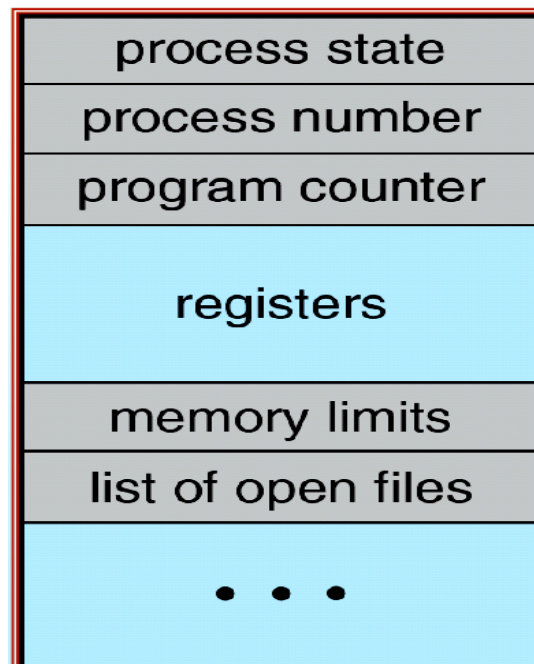 process state
process number
program counter
registers
memory limits
list of open files
• • •